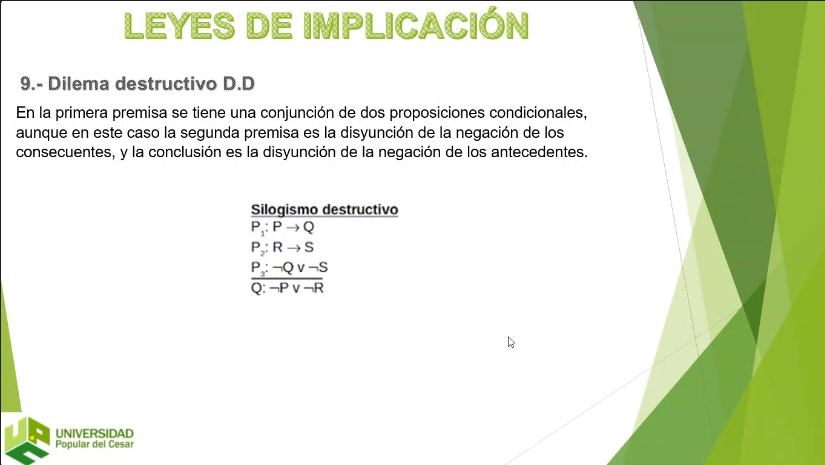 LEYES DE IMPLICACIÓN
9.- Dilema destructivo D.D
En la primera premisa se tiene una conjunción de dos proposiciones condicionales,
aunque en este caso la segunda premisa es la disyunción de la negación de los
consecuentes, y la conclusión es la disyunción de la negación de los antecedentes.
Silogismo destructivo
P₁: P → Q
P₂: R → S
P₃: ¬Q v ¬S
Q: ¬P v ¬R
UNIVERSIDAD
Popular del Cesar